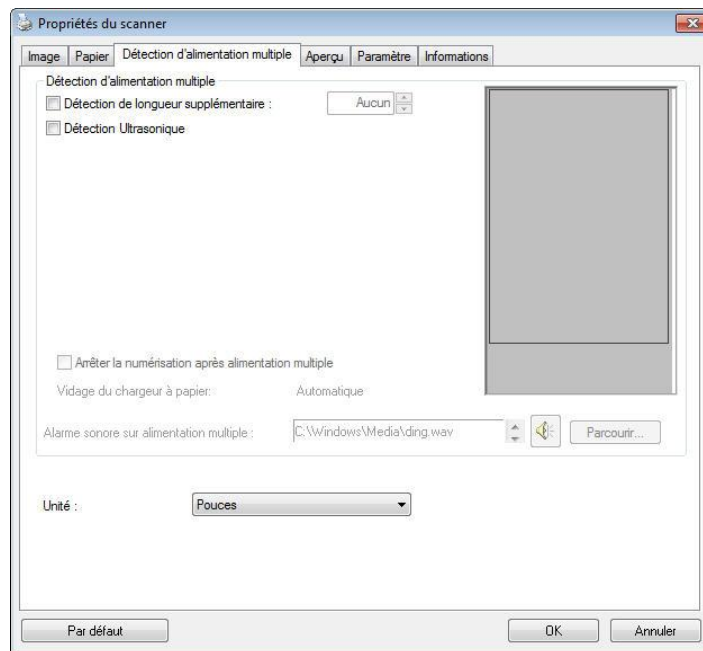 Propriétés du scanner
Image Papier Détection d'alimentation multiple Aperçu Paramètre Informations
Détection d'alimentation multiple
Détection de longueur supplémentaire : Aucun
Détection Ultrasonique
Arrêter la numérisation après alimentation multiple
Vidage du chargeur à papier: Automatique
Alarme sonore sur alimentation multiple : C:\Windows\Media\ding.wav Parcourir...
Unité : Pouces
Par défaut OK Annuler